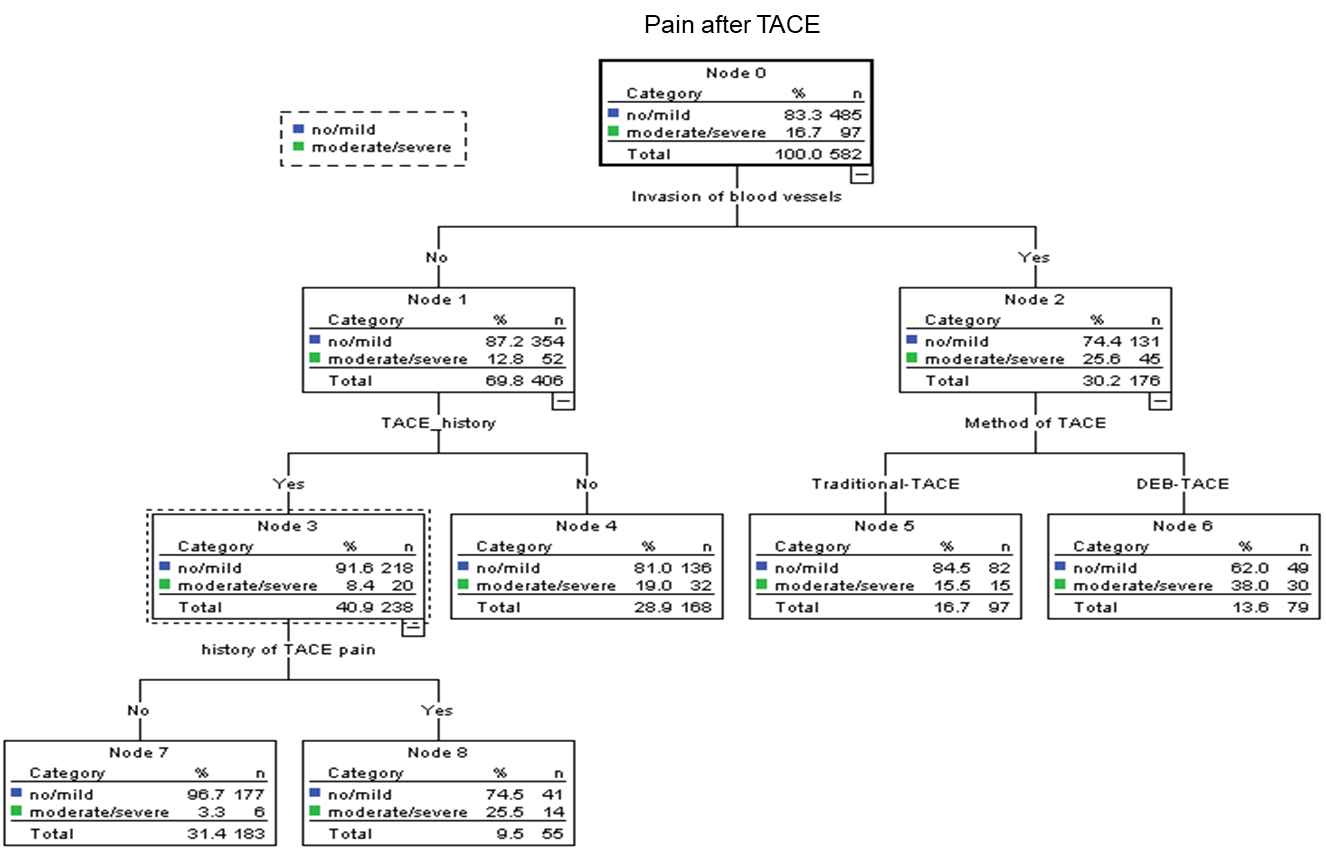 Pain after TACE
Node 0
Category % n
no/mild 83.3 485
moderate/severe 16.7 97
Total 100.0 582
no/mild
moderate/severe
Invasion of blood vessels
No
Yes
Node 1
Category % n
no/mild 87.2 354
moderate/severe 12.8 52
Total 69.8 406
Node 2
Category % n
no/mild 74.4 131
moderate/severe 25.6 45
Total 30.2 176
TACE_history
Method of TACE
Yes
No
Traditional-TACE
DEB-TACE
Node 3
Category % n
no/mild 91.6 218
moderate/severe 8.4 20
Total 40.9 238
Node 4
Category % n
no/mild 81.0 136
moderate/severe 19.0 32
Total 28.9 168
Node 5
Category % n
no/mild 84.5 82
moderate/severe 15.5 15
Total 16.7 97
Node 6
Category % n
no/mild 62.0 49
moderate/severe 38.0 30
Total 13.6 79
history of TACE pain
No
Yes
Node 7
Category % n
no/mild 96.7 177
moderate/severe 3.3 6
Total 31.4 183
Node 8
Category % n
no/mild 74.5 41
moderate/severe 25.5 14
Total 9.5 55